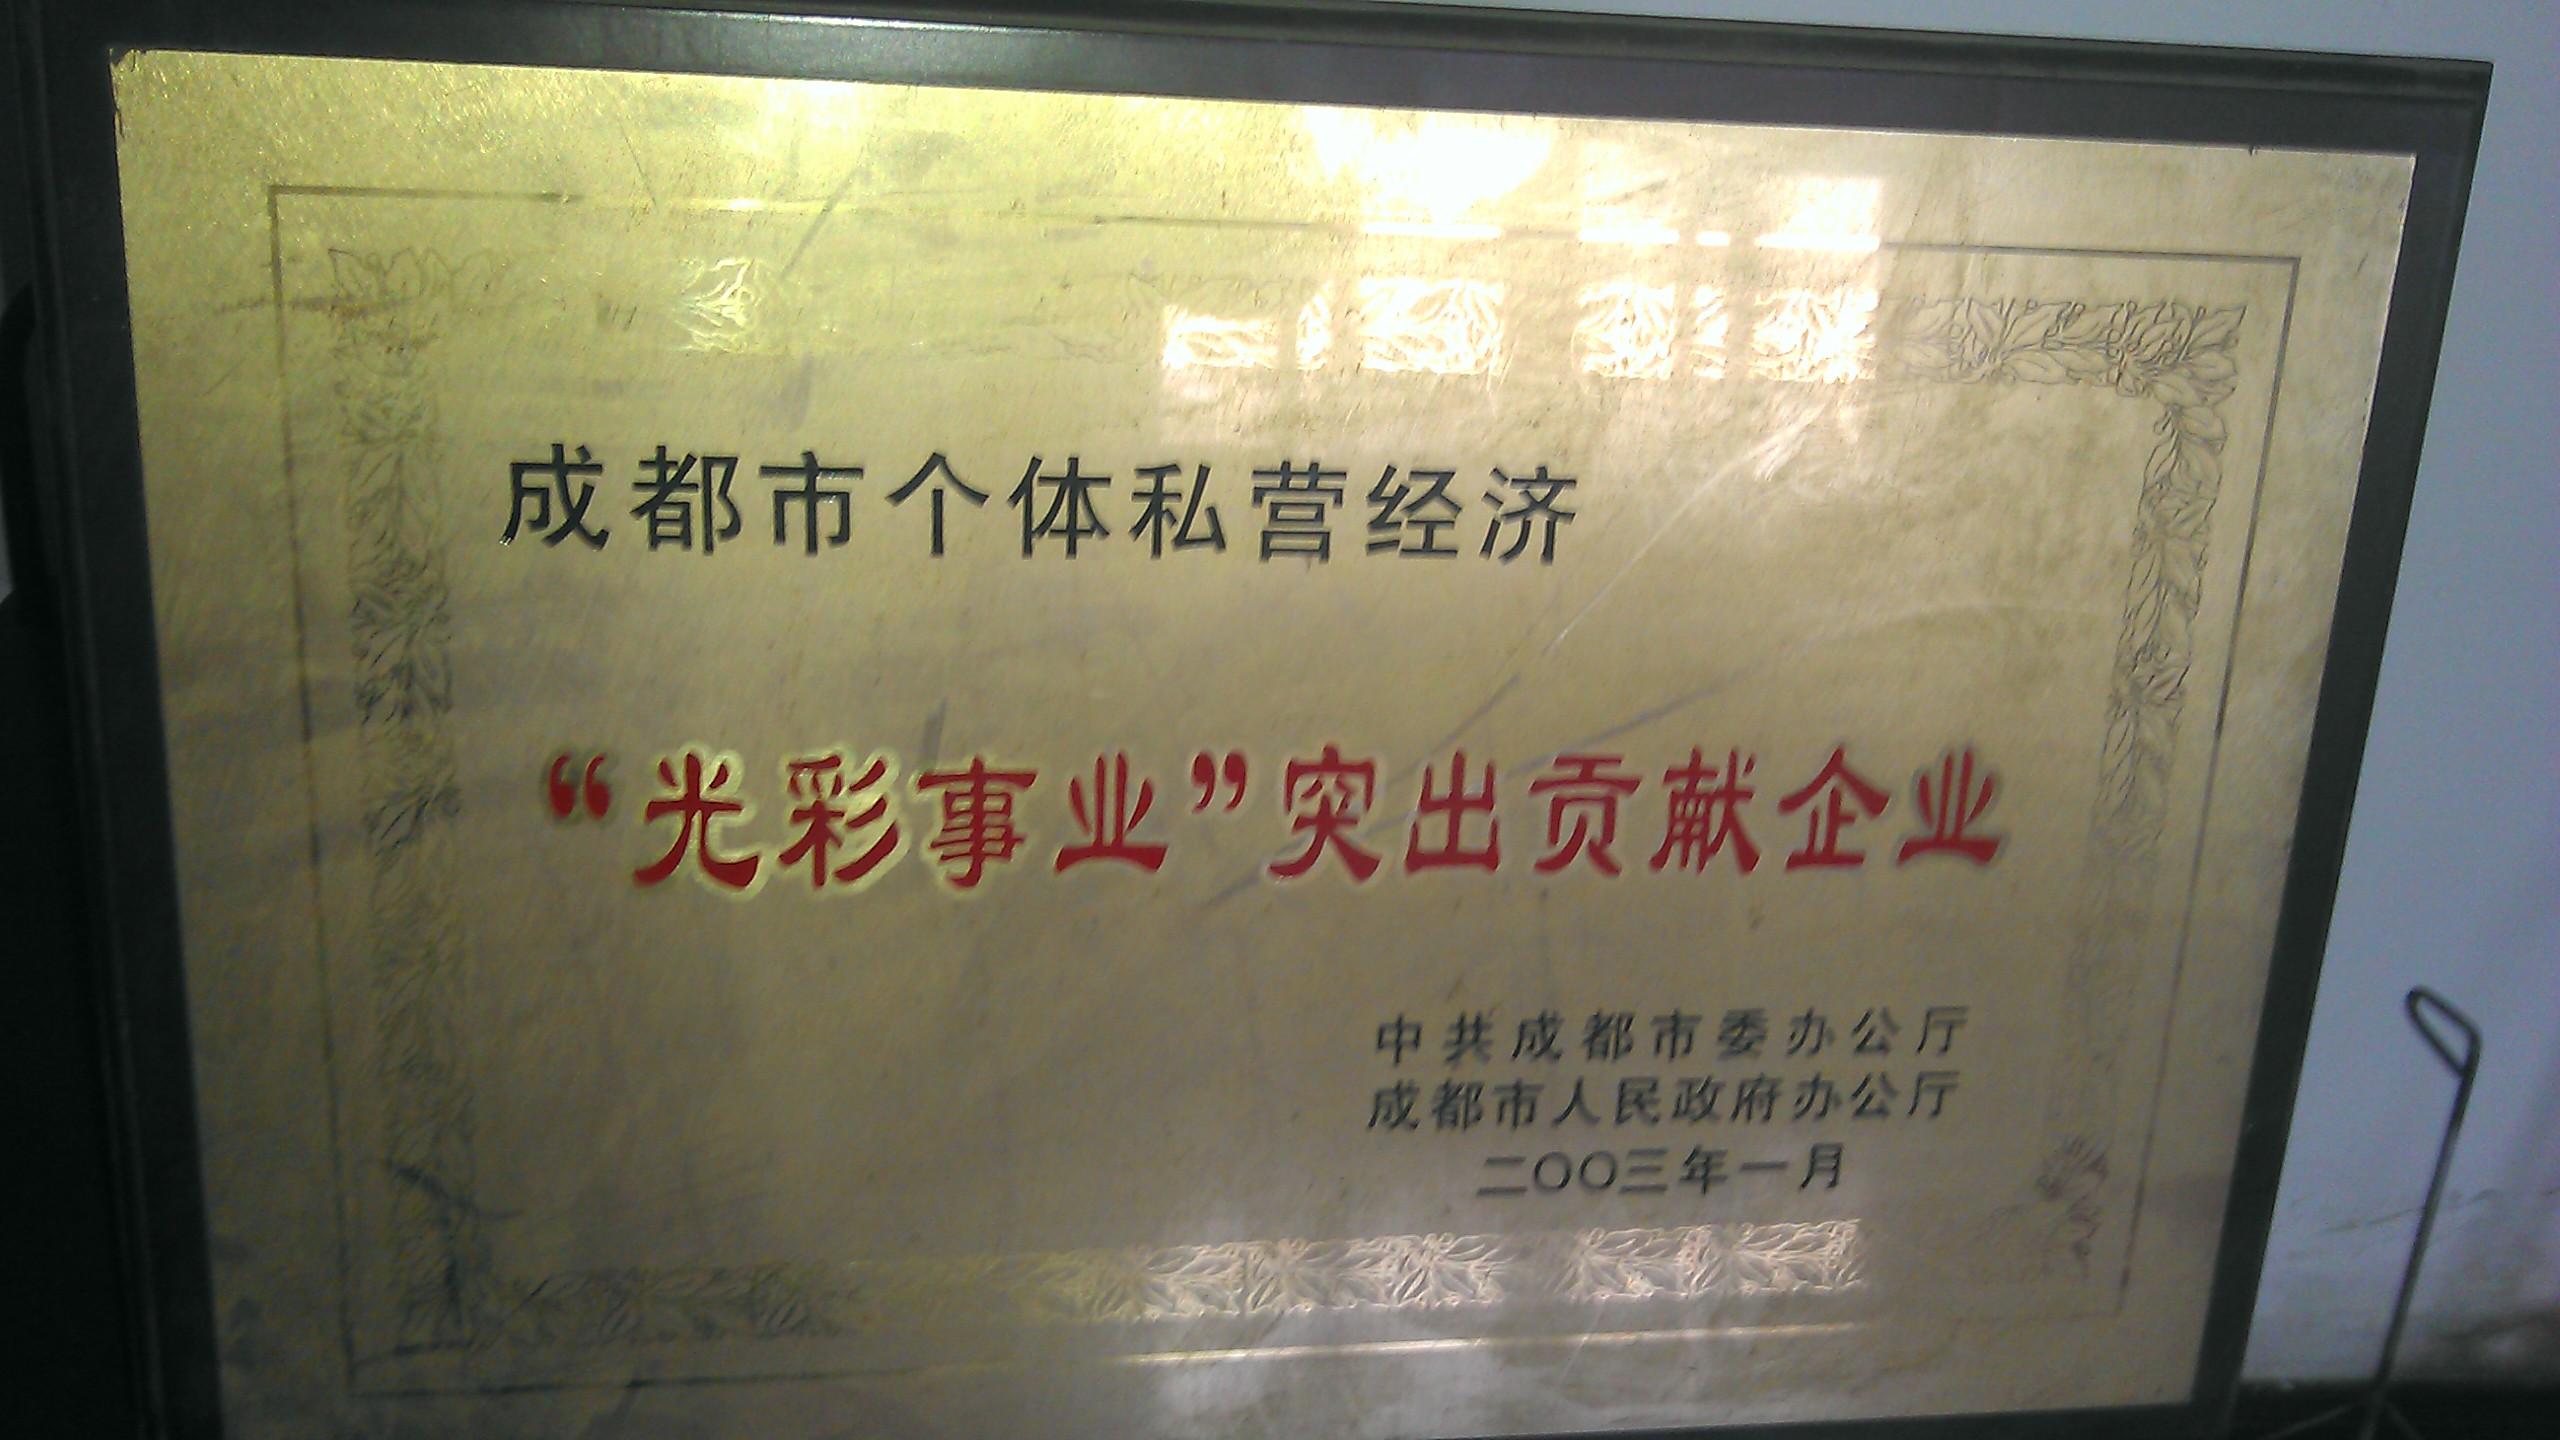 成都市个体私营经济
“光彩事业”突出贡献企业
中共成都市委办公厅
成都市人民政府办公厅
二〇〇三年一月